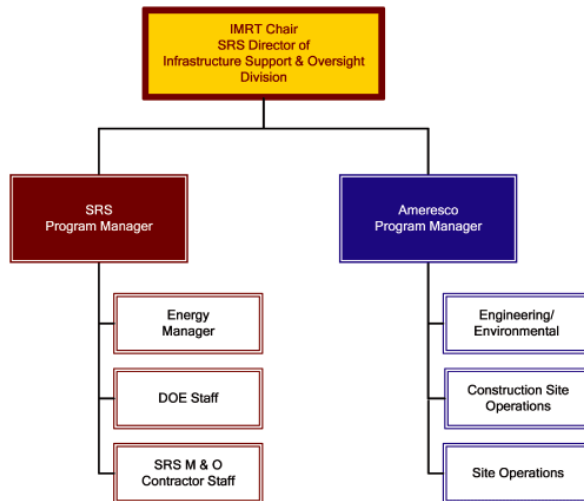 IMRT Chair
SRS Director of
Infrastructure Support & Oversight
Division
SRS
Program Manager
Ameresco
Program Manager
Energy
Manager
Engineering/
Environmental
DOE Staff
Construction Site
Operations
SRS M & O
Contractor Staff
Site Operations